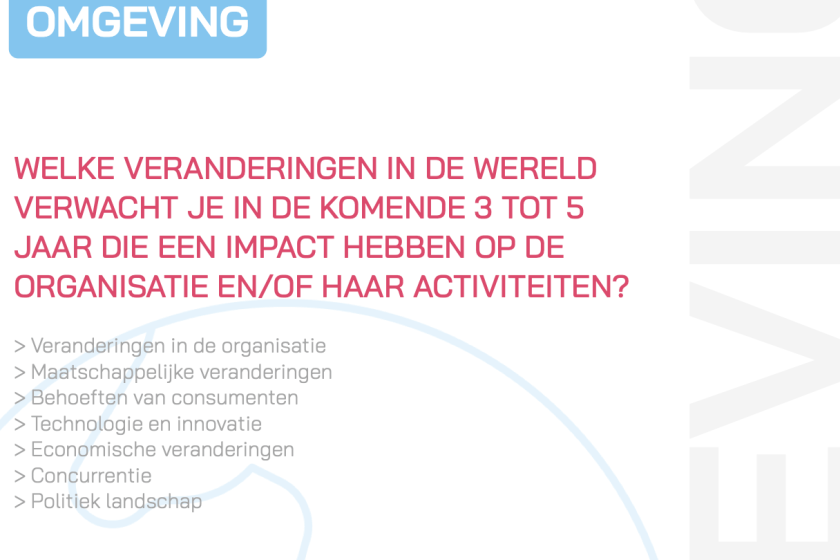 OMGEVING
WELKE VERANDERINGEN IN DE WERELD
VERWACHT JE IN DE KOMENDE 3 TOT 5
JAAR DIE EEN IMPACT HEBBEN OP DE
ORGANISATIE EN/OF HAAR ACTIVITEITEN?
> Veranderingen in de organisatie
> Maatschappelijke veranderingen
> Behoeften van consumenten
> Technologie en innovatie
> Economische veranderingen
> Concurrentie
> Politiek landschap
EVING